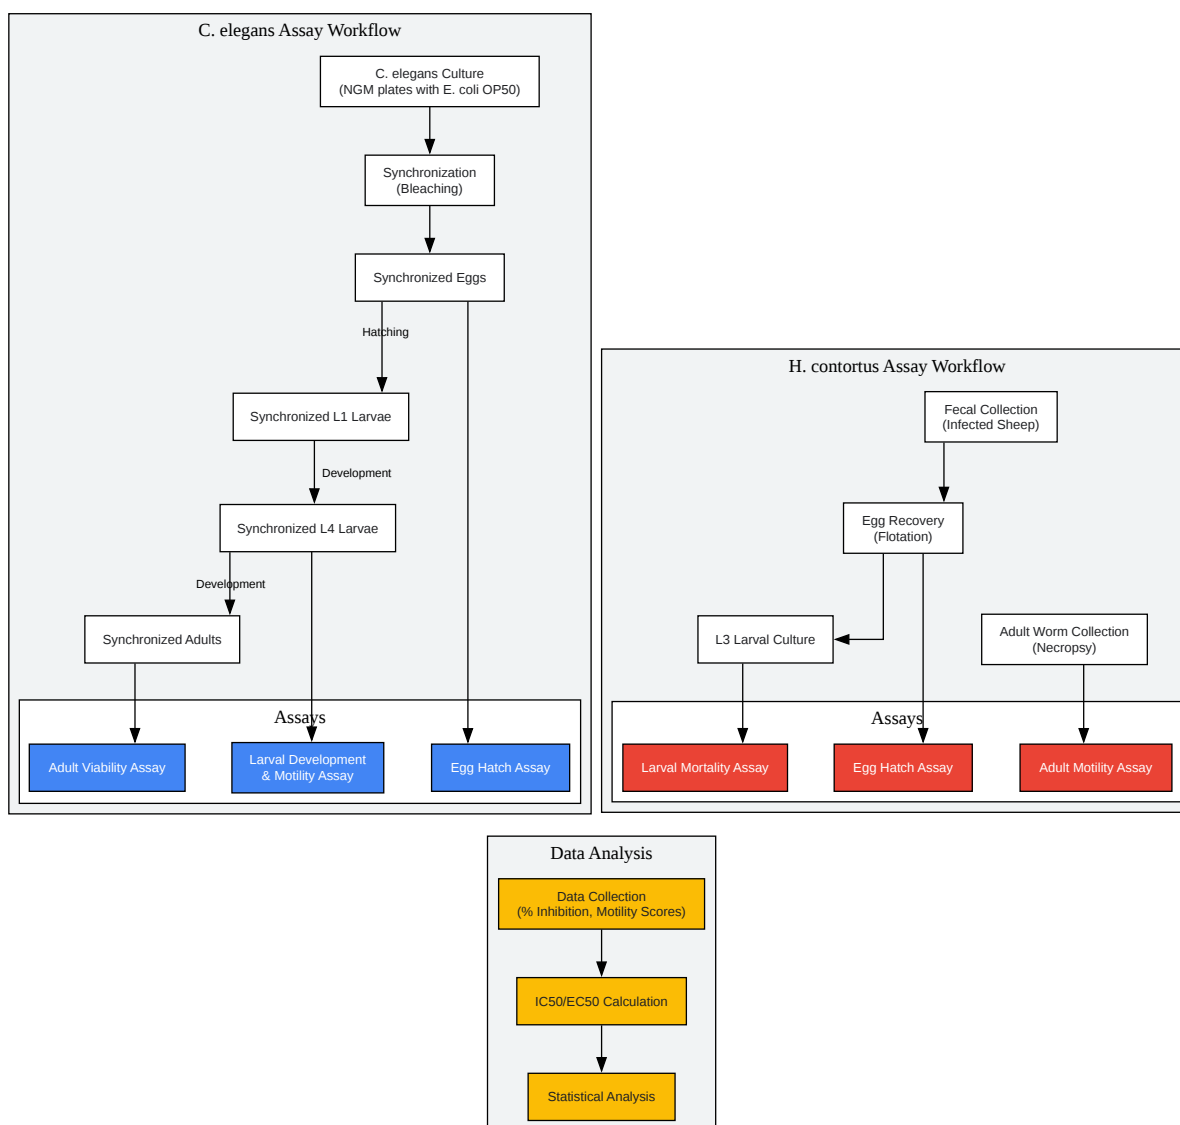 C. elegans Assay Workflow
C. elegans Culture
(NGM plates with E. coli OP50)
Synchronization
(Bleaching)
Synchronized Eggs
Hatching
Synchronized L1 Larvae
Development
Synchronized L4 Larvae
Development
Synchronized Adults
Assays
Adult Viability Assay
Larval Development
& Motility Assay
Egg Hatch Assay
H. contortus Assay Workflow
Fecal Collection
(Infected Sheep)
Egg Recovery
(Flotation)
L3 Larval Culture
Adult Worm Collection
(Necropsy)
Assays
Larval Mortality Assay
Egg Hatch Assay
Adult Motility Assay
Data Analysis
Data Collection
(% Inhibition, Motility Scores)
IC50/EC50 Calculation
Statistical Analysis